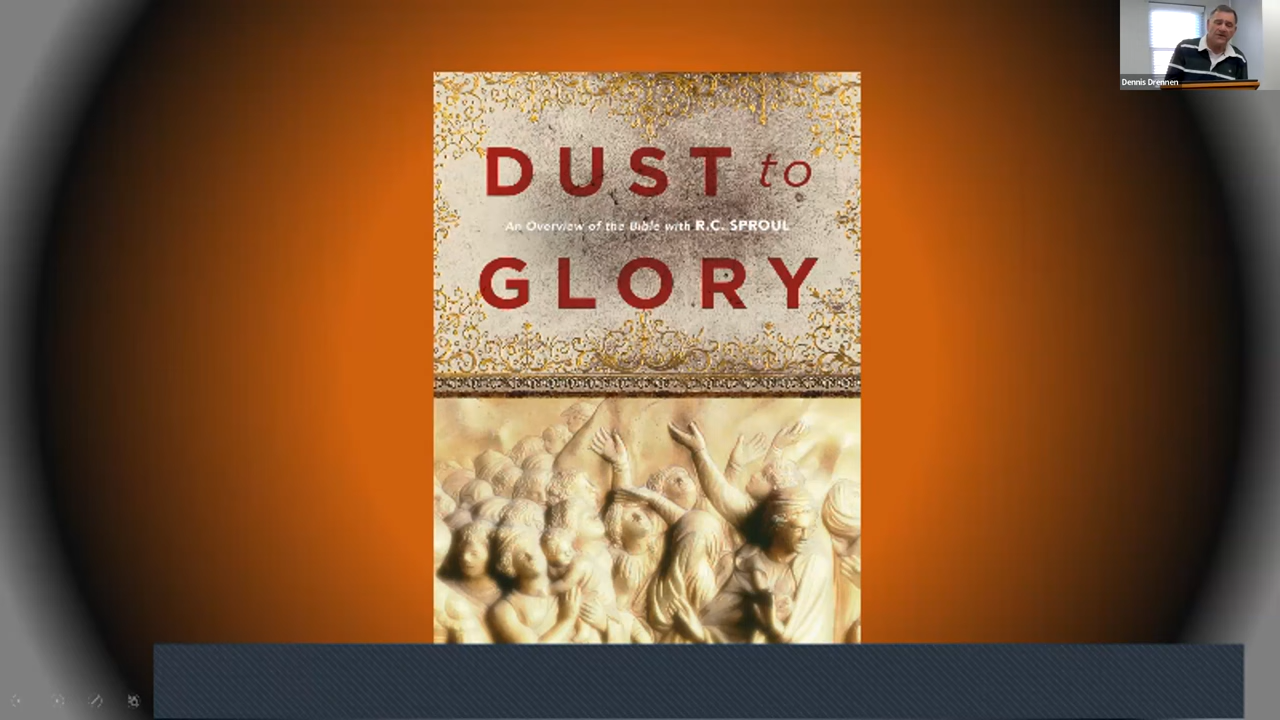 Dennis Drennen
DUST to
An Overview of the Bible with R.C. SPROUL
GLORY